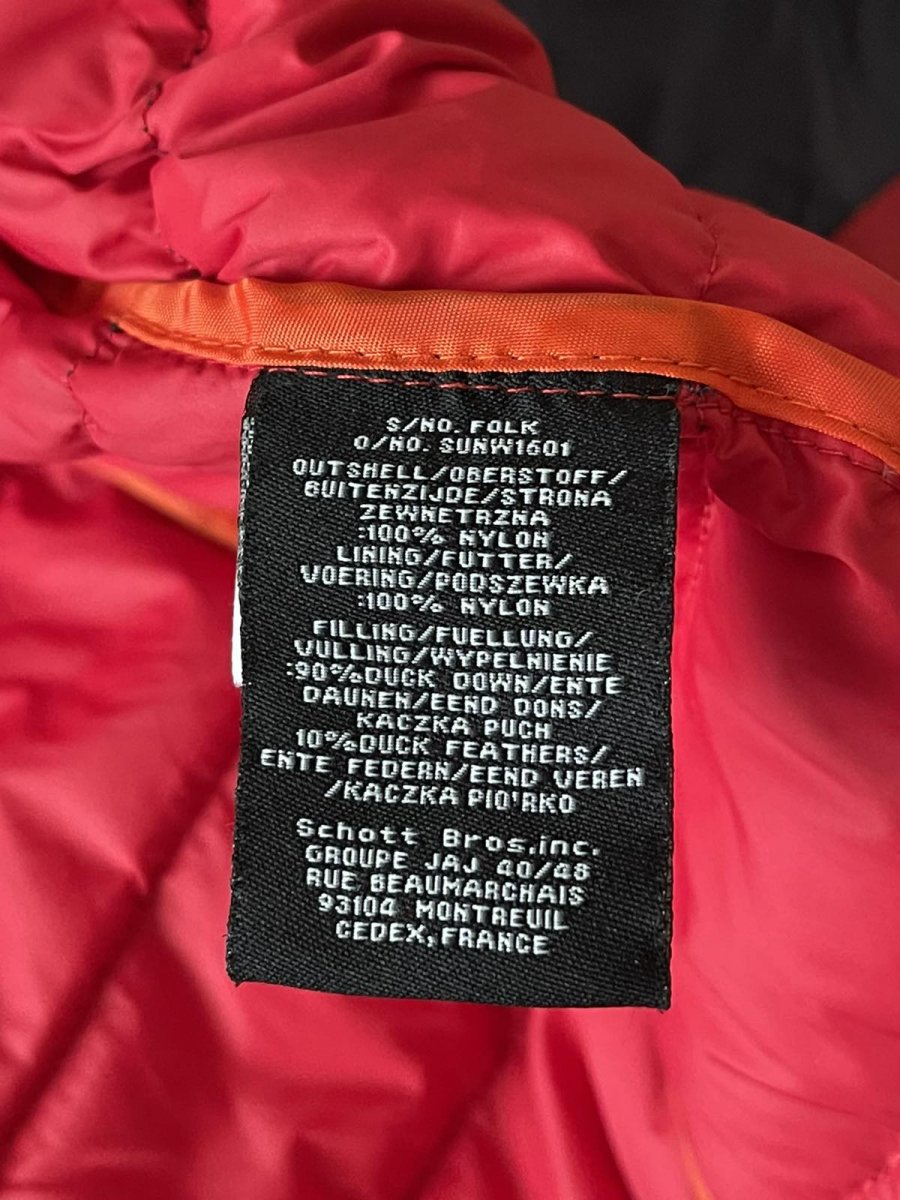 S/NO. FOLK
O/NO. SUNW1601
OUTSHELL/OBERSTOFF/
BUITENZIJDE/STRONA
ZEWNETRZNA
:100% NYLON
LINING/FUTTER/
VOERING/PODSZEWKA
:100% NYLON
FILLING/FUELLUNG/
VULLING/WYPELNIENIE
:90%DUCK DOWN/ENTE
DAUNEN/EEND DONS/
KACZKA PUCH
10%DUCK FEATHERS/
ENTE FEDERN/EEND VEREN
/KACZKA PIO'RKO
Schott Bros,inc.
GROUPE JAJ 40/48
RUE BEAUMARCHAIS
93104 MONTREUIL
CEDEX,FRANCE